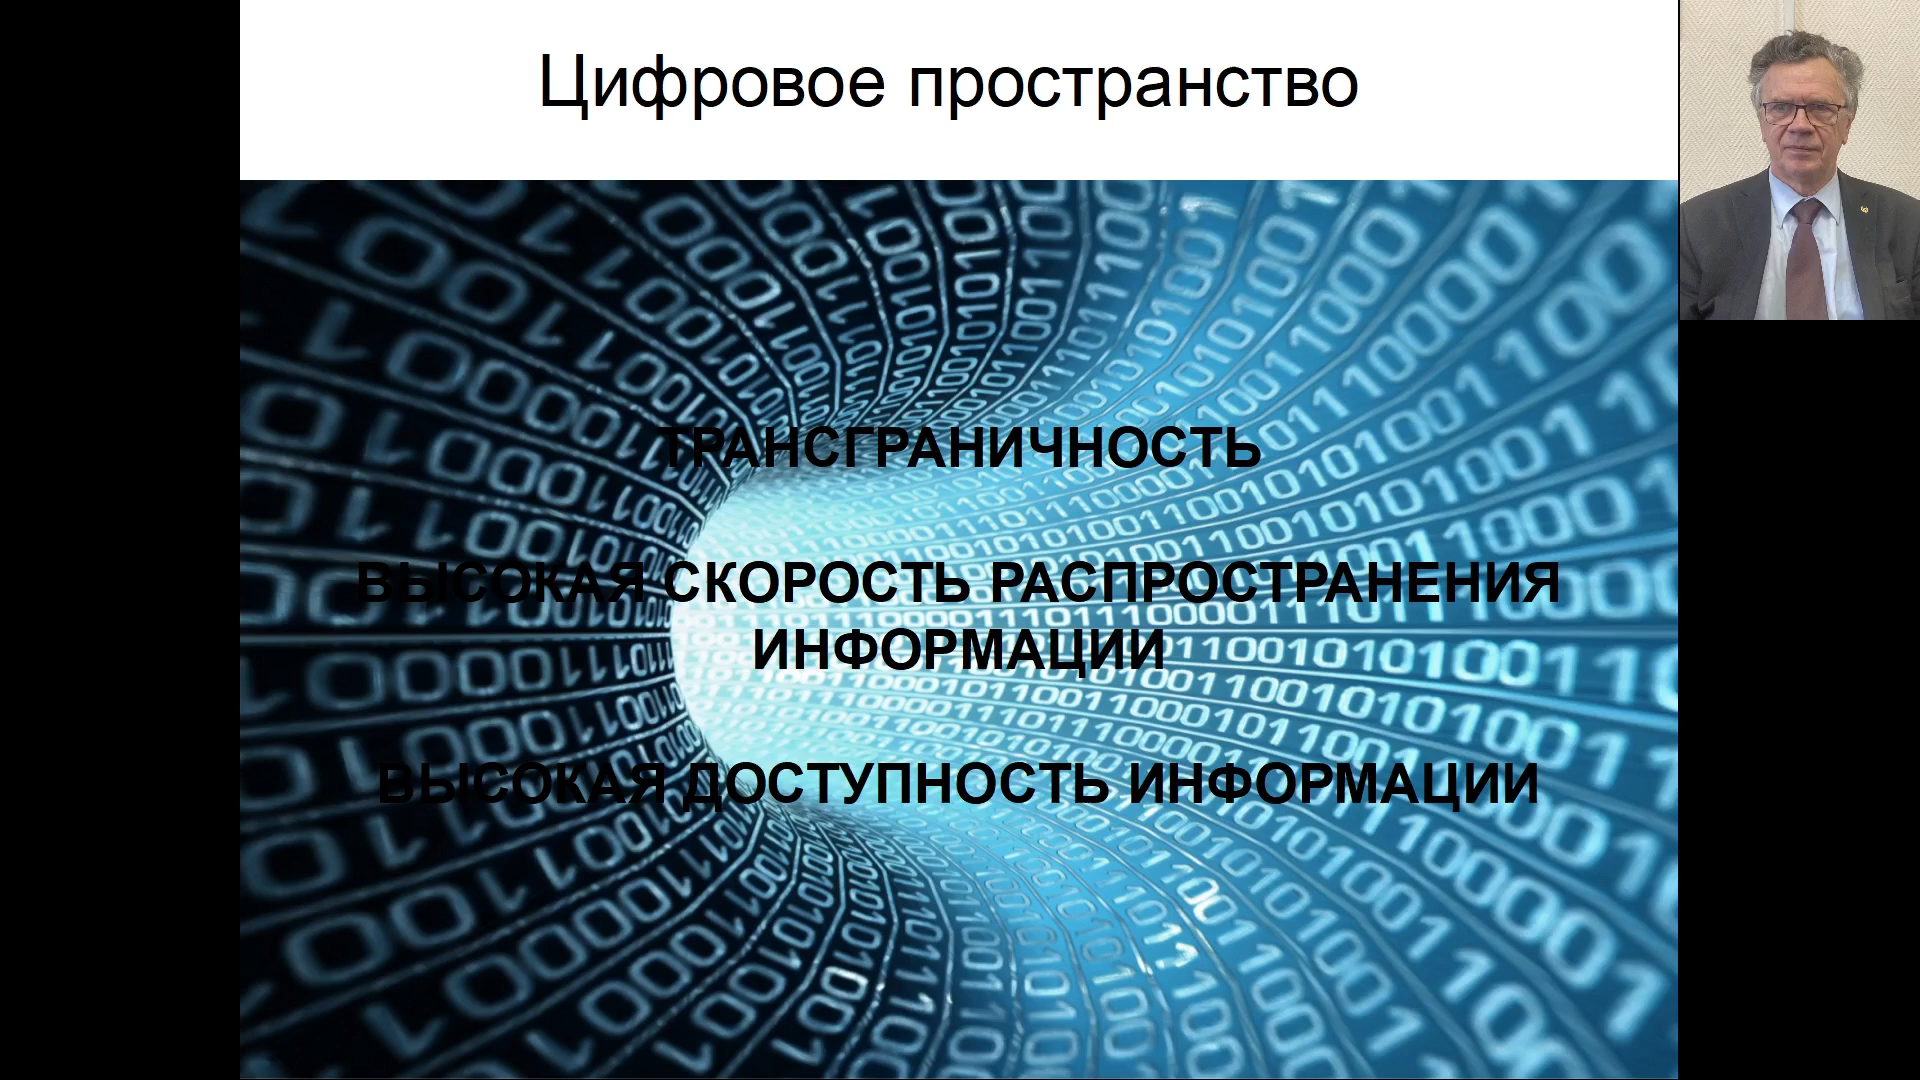 Цифровое пространство
ТРАНСГРАНИЧНОСТЬ
ВЫСОКАЯ СКОРОСТЬ РАСПРОСТРАНЕНИЯ
ИНФОРМАЦИИ
ВЫСОКАЯ ДОСТУПНОСТЬ ИНФОРМАЦИИ